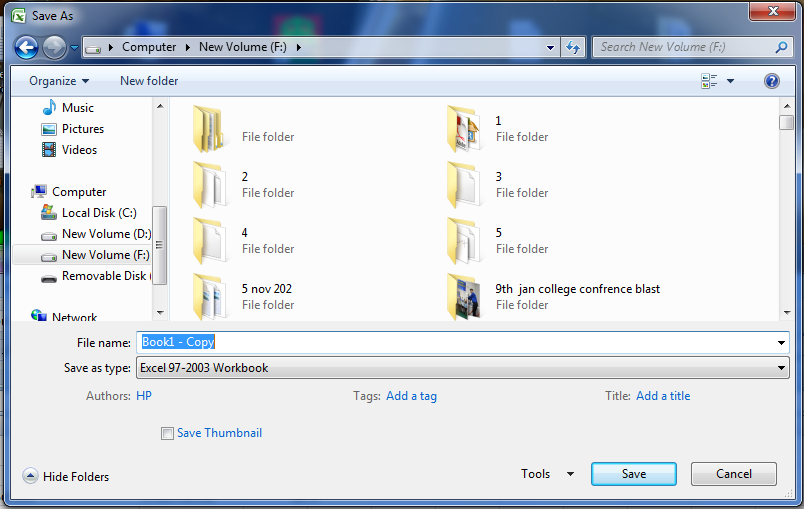 Save As
Computer New Volume (F:)
Search New Volume (F:)
Organize New folder
Music
Pictures
Videos
Computer
Local Disk (C:)
New Volume (D:)
New Volume (F:)
Removable Disk (
Network
File folder
1
File folder
2
File folder
3
File folder
4
File folder
5
File folder
5 nov 202
File folder
9th jan college confrence blast
File folder
File name: Book1 - Copy
Save as type: Excel 97-2003 Workbook
Authors: HP Tags: Add a tag Title: Add a title
Save Thumbnail
Hide Folders Tools Save Cancel